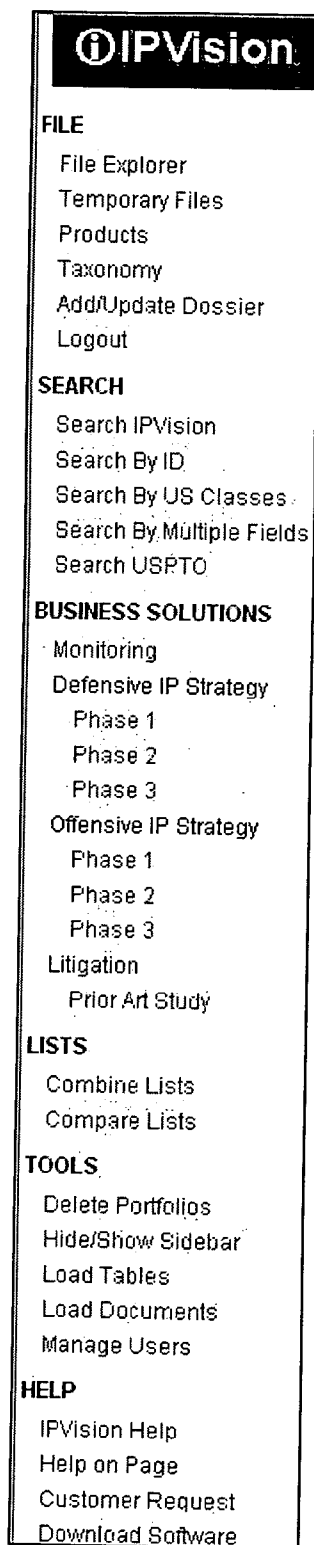 IPVision
FILE
File Explorer
Temporary Files
Products
Taxonomy
Add/Update Dossier
Logout
SEARCH
Search IPVision
Search By ID
Search By US Classes
Search By Multiple Fields
Search USPTO
BUSINESS SOLUTIONS
Monitoring
Defensive IP Strategy
Phase 1
Phase 2
Phase 3
Offensive IP Strategy
Phase 1
Phase 2
Phase 3
Litigation
Prior Art Study
LISTS
Combine Lists
Compare Lists
TOOLS
Delete Portfolios
Hide/Show Sidebar
Load Tables
Load Documents
Manage Users
HELP
IPVision Help
Help on Page
Customer Request
Download Software